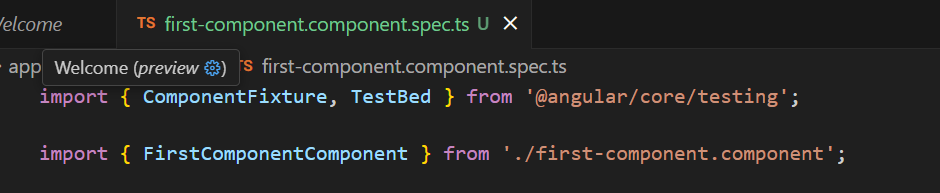 elcome
TS first-component.component.spec.ts U ×
app
Welcome (preview)
TS first-component.component.spec.ts
import { ComponentFixture, TestBed } from '@angular/core/testing';
import { FirstComponentComponent } from './first-component.component';